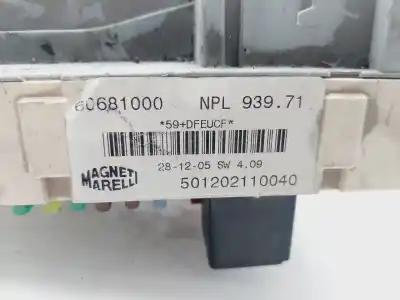 60681000 NPL 939.71
*59+DFEUCF*
28-12-05 SW 4.09
MAGNETI
MARELLI
501202110040